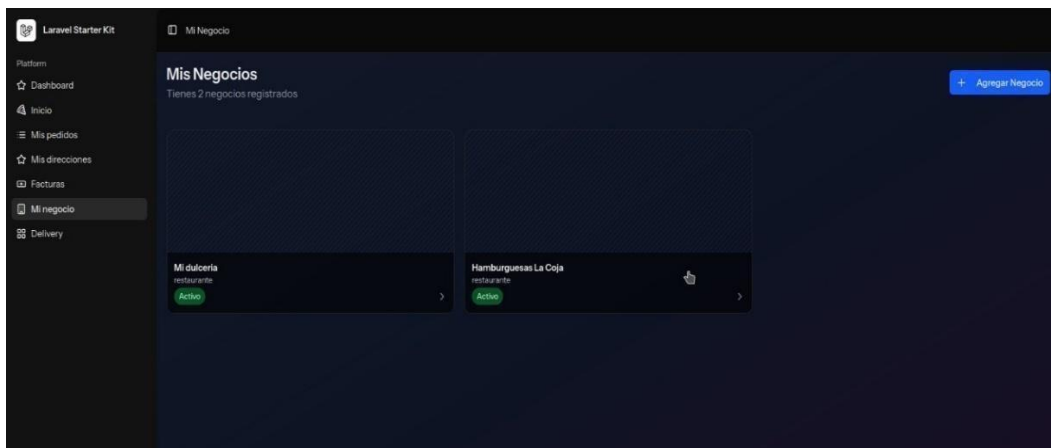 Laravel Starter Kit
Mi Negocio
Platform
Dashboard
Inicio
Mis pedidos
Mis direcciones
Facturas
Mi negocio
Delivery
Mis Negocios
Tienes 2 negocios registrados
+ Agregar Negocio
Mi dulceria
restaurante
Activo
Hamburguesas La Coja
restaurante
Activo